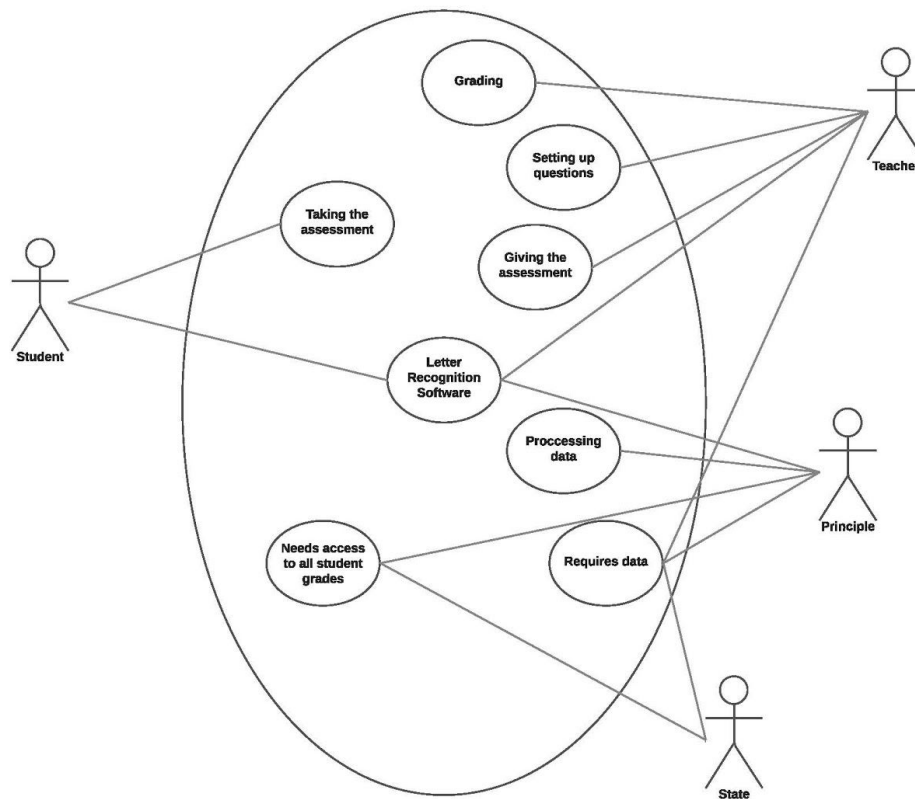 Grading
Setting up
questions
Teache
Taking the
assessment
Giving the
assessment
Student
Letter
Recognition
Software
Proccessing
data
Principle
Needs access
to all student
grades
Requires data
State